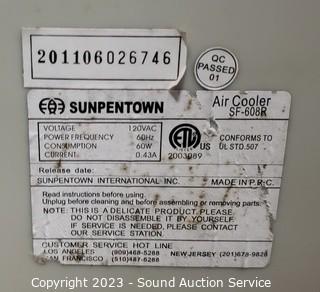 201106026746
QC
PASSED
01
SUNPENTOWN
Air Cooler
SF-608R
VOLTAGE 120VAC
POWER FREQUENCY 60Hz
CONSUMPTION 60W
CURRENT 0.43A
ETL
2003089
CONFORMS TO
UL STD.507
Release date:
SUNPENTOWN INTERNATIONAL INC. MADE IN P.R.C.
Read instructions before using.
Unplug before cleaning and before assembling or removing parts.
NOTE: THIS IS A DELICATE PRODUCT. PLEASE
DO NOT DISASSEMBLE IT BY YOURSELF.
IF SERVICE IS NEEDED, PLEASE CONTACT
OUR SERVICE STATION.
CUSTOMER SERVICE HOT LINE
LOS ANGELES (909)468-5288 NEW JERSEY (201)678-9828
SAN FRANCISCO (510)487-6288
Copyright 2023 - Sound Auction Service